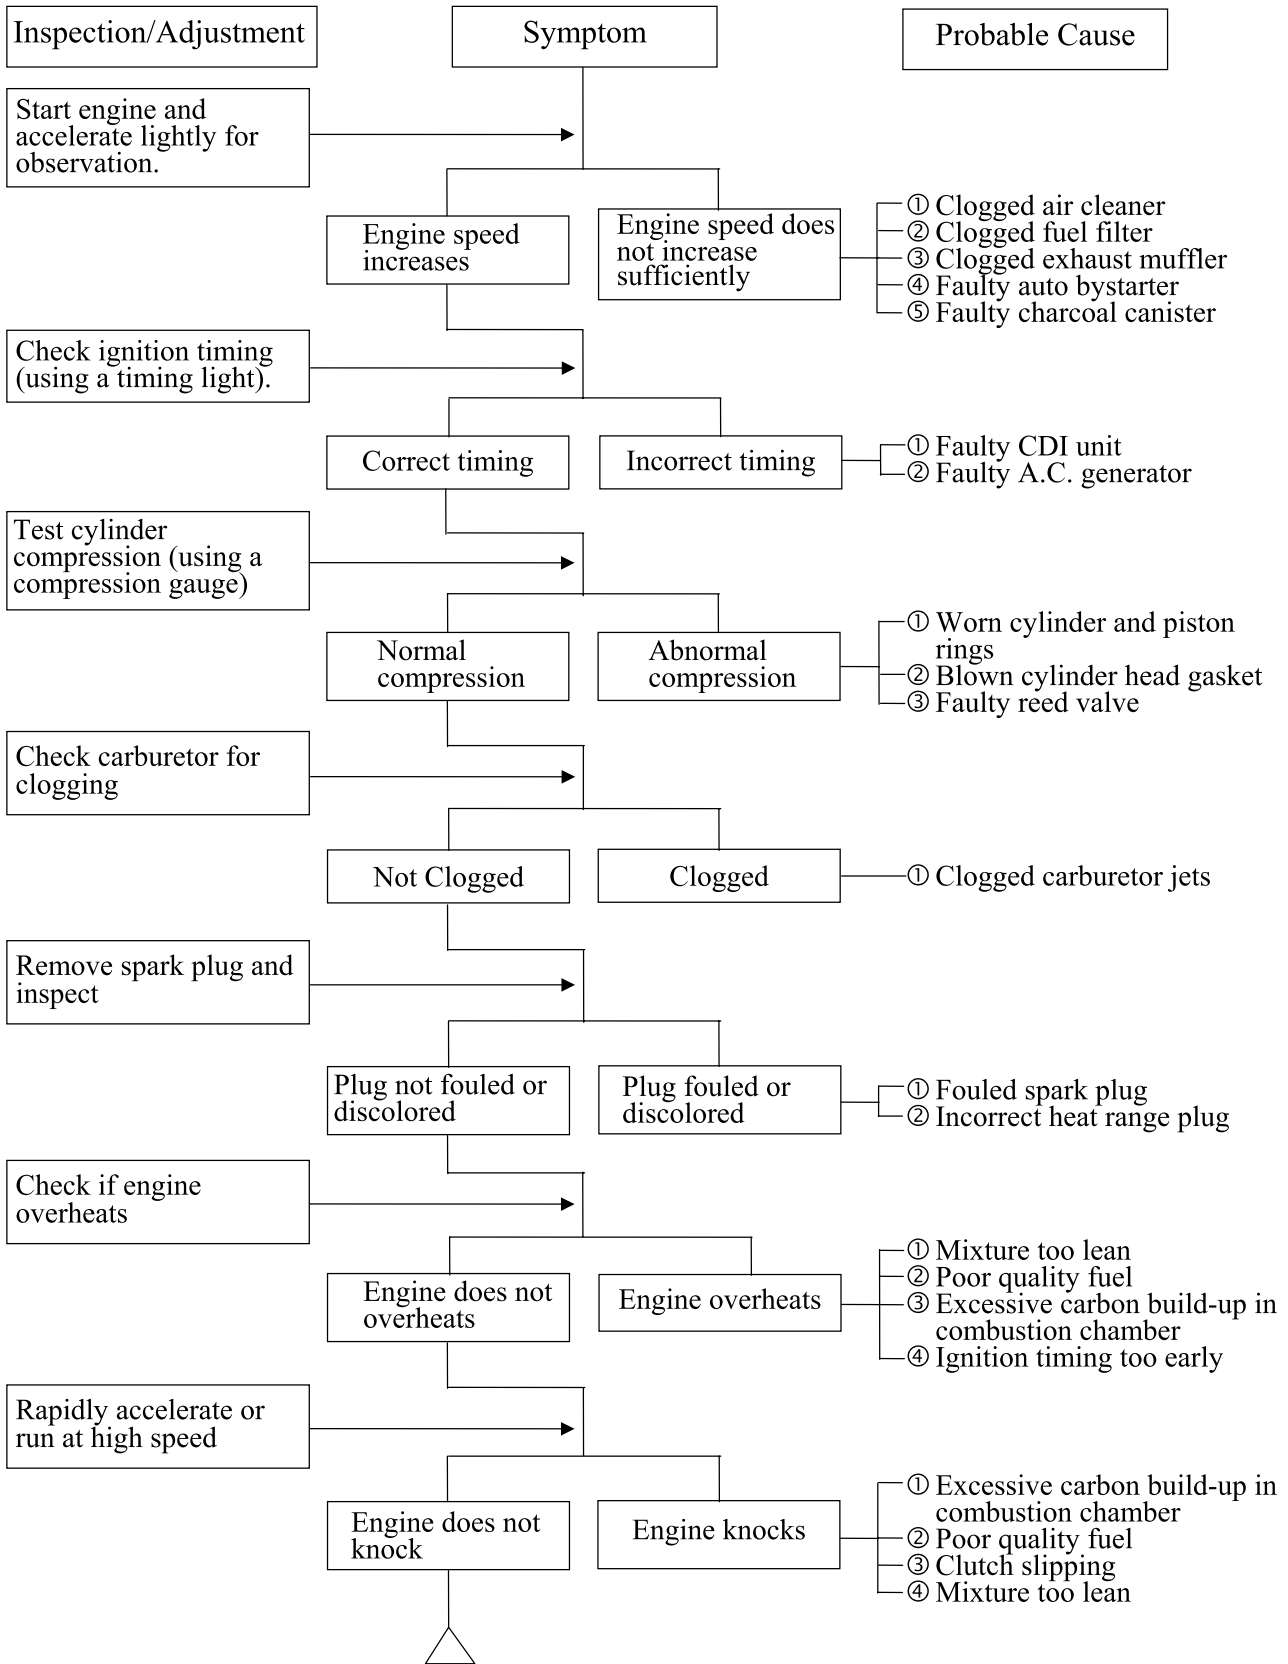 Inspection/Adjustment
Symptom
Probable Cause
Start engine and
accelerate lightly for
observation.
Engine speed
increases
Engine speed does
not increase
sufficiently
① Clogged air cleaner
② Clogged fuel filter
③ Clogged exhaust muffler
④ Faulty auto bystarter
⑤ Faulty charcoal canister
Check ignition timing
(using a timing light).
Correct timing
Incorrect timing
① Faulty CDI unit
② Faulty A.C. generator
Test cylinder
compression (using a
compression gauge)
Normal
compression
Abnormal
compression
① Worn cylinder and piston
rings
② Blown cylinder head gasket
③ Faulty reed valve
Check carburetor for
clogging
Not Clogged
Clogged
① Clogged carburetor jets
Remove spark plug and
inspect
Plug not fouled or
discolored
Plug fouled or
discolored
① Fouled spark plug
② Incorrect heat range plug
Check if engine
overheats
Engine does not
overheats
Engine overheats
① Mixture too lean
② Poor quality fuel
③ Excessive carbon build-up in
combustion chamber
④ Ignition timing too early
Rapidly accelerate or
run at high speed
Engine does not
knock
Engine knocks
① Excessive carbon build-up in
combustion chamber
② Poor quality fuel
③ Clutch slipping
④ Mixture too lean